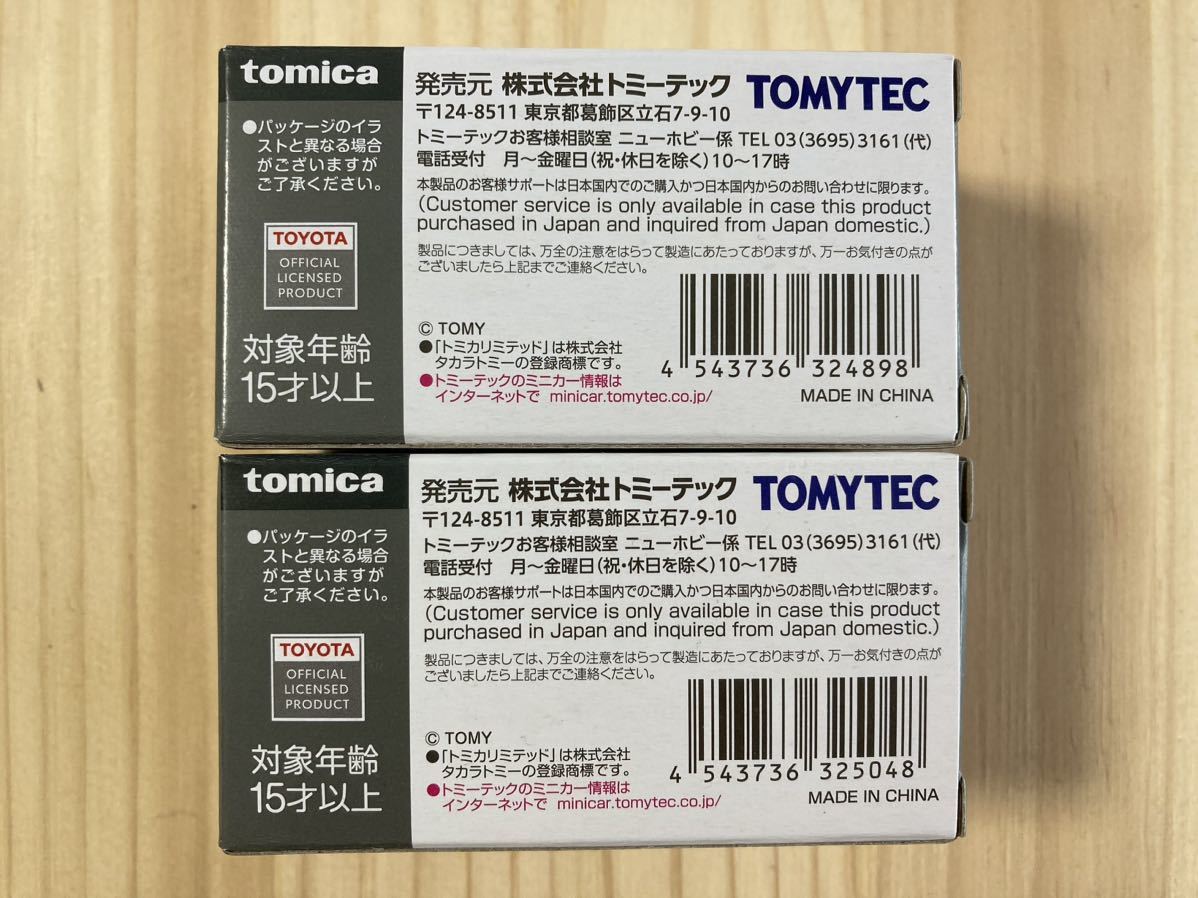 tomica
●パッケージのイラ
ストと異なる場合
がございますが
ご了承ください。
TOYOTA
OFFICIAL
LICENSED
PRODUCT
対象年齢
15才以上
発売元 株式会社トミーテック TOMYTEC
〒124-8511 東京都葛飾区立石7-9-10
トミーテックお客様相談室 ニューホビー係 TEL 03(3695)3161(代)
電話受付 月〜金曜日(祝・休日を除く)10〜17時
本製品のお客様サポートは日本国内でのご購入かつ日本国内からのお問い合わせに限ります。
(Customer service is only available in case this product
purchased in Japan and inquired from Japan domestic.)
製品につきましては、万全の注意をはらって製造にあたっておりますが、万一お気付きの点が
ございましたら上記までご連絡ください。
© TOMY
●「トミカリミテッド」は株式会社
タカラトミーの登録商標です。
●トミーテックのミニカー情報は
インターネットで minicar.tomytec.co.jp/
4 543736 324898
MADE IN CHINA
tomica
●パッケージのイラ
ストと異なる場合
がございますが
ご了承ください。
TOYOTA
OFFICIAL
LICENSED
PRODUCT
対象年齢
15才以上
発売元 株式会社トミーテック TOMYTEC
〒124-8511 東京都葛飾区立石7-9-10
トミーテックお客様相談室 ニューホビー係 TEL 03(3695)3161(代)
電話受付 月〜金曜日(祝・休日を除く)10〜17時
本製品のお客様サポートは日本国内でのご購入かつ日本国内からのお問い合わせに限ります。
(Customer service is only available in case this product
purchased in Japan and inquired from Japan domestic.)
製品につきましては、万全の注意をはらって製造にあたっておりますが、万一お気付きの点が
ございましたら上記までご連絡ください。
© TOMY
●「トミカリミテッド」は株式会社
タカラトミーの登録商標です。
●トミーテックのミニカー情報は
インターネットで minicar.tomytec.co.jp/
4 543736 325048
MADE IN CHINA